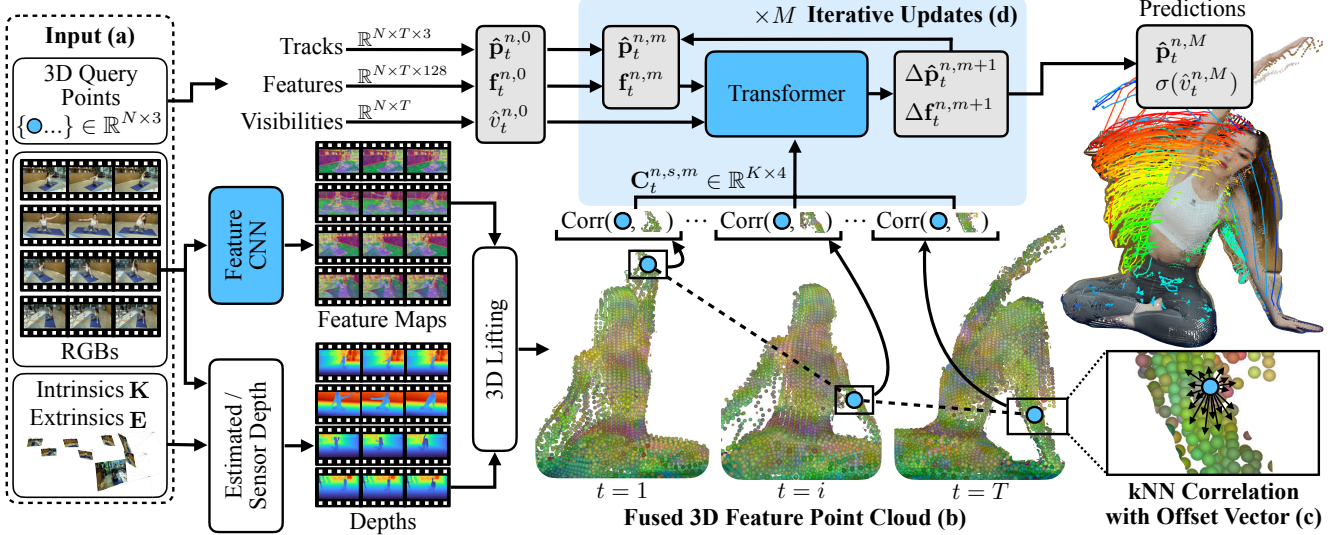 Input (a)
3D Query
Points
{ ...} ∈ ℝ^{N×3}
RGBs
Intrinsics K
Extrinsics E
Tracks
ℝ^{N×T×3}
Features
ℝ^{N×T×128}
Visibilities
ℝ^{N×T}
p̂_t^{n,0}
f_t^{n,0}
v̂_t^{n,0}
×M Iterative Updates (d)
p̂_t^{n,m}
f_t^{n,m}
Transformer
Δp̂_t^{n,m+1}
Δf_t^{n,m+1}
Predictions
p̂_t^{n,M}
σ(v̂_t^{n,M})
Feature
CNN
Feature Maps
Estimated /
Sensor Depth
Depths
3D Lifting
C_t^{n,s,m} ∈ ℝ^{K×4}
Corr( , ) ... Corr( , ) ... Corr( , )
t = 1
t = i
t = T
Fused 3D Feature Point Cloud (b)
kNN Correlation
with Offset Vector (c)